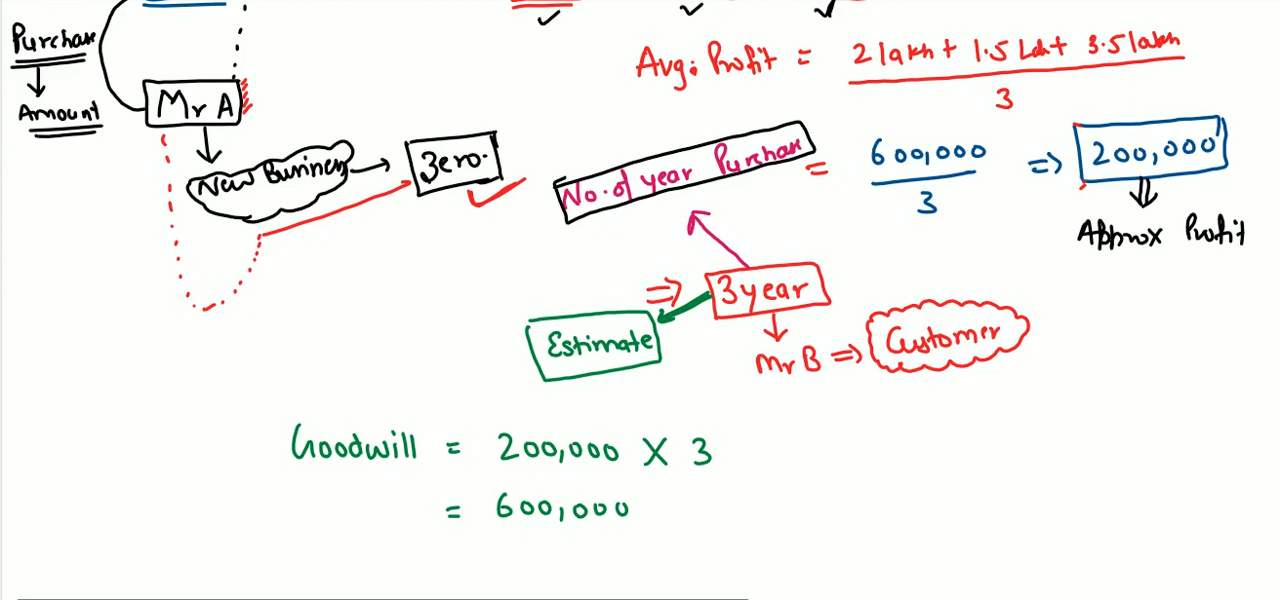 Purchase
Amount
Mr A
New Business
Zero.
Avg. Profit = 2 lakh + 1.5 Lakh + 3.5 lakh
3
No. of year Purchase
= 600,000 => 200,000
3
Approx Profit
=> 3 year
Estimate
Mr B => Customer
Goodwill = 200,000 X 3
= 600,000